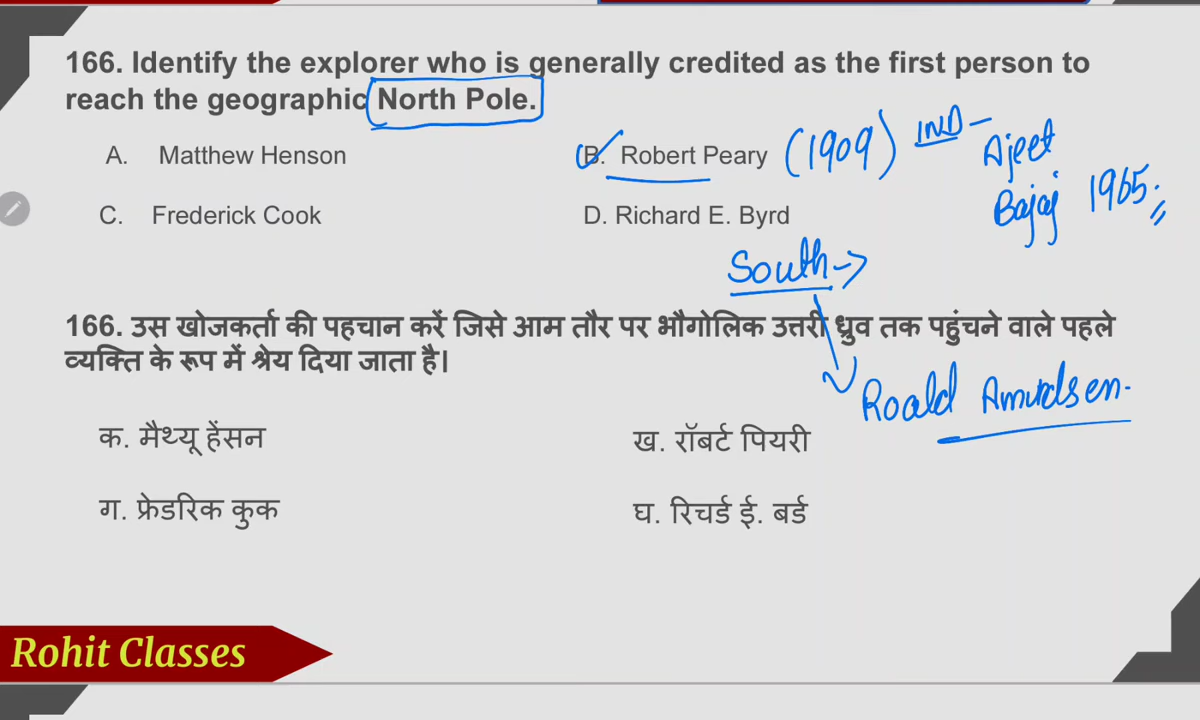 166. Identify the explorer who is generally credited as the first person to
reach the geographic North Pole.
A. Matthew Henson
B. Robert Peary (1909) IND - Ajeet
Bajaj 1965.
C. Frederick Cook
D. Richard E. Byrd
South →
166. उस खोजकर्ता की पहचान करें जिसे आम तौर पर भौगोलिक उत्तरी ध्रुव तक पहुंचने वाले पहले
व्यक्ति के रूप में श्रेय दिया जाता है।
Roald Amundsen.
क. मैथ्यू हेंसन
ख. रॉबर्ट पियरी
ग. फ्रेडरिक कुक
घ. रिचर्ड ई. बर्ड
Rohit Classes